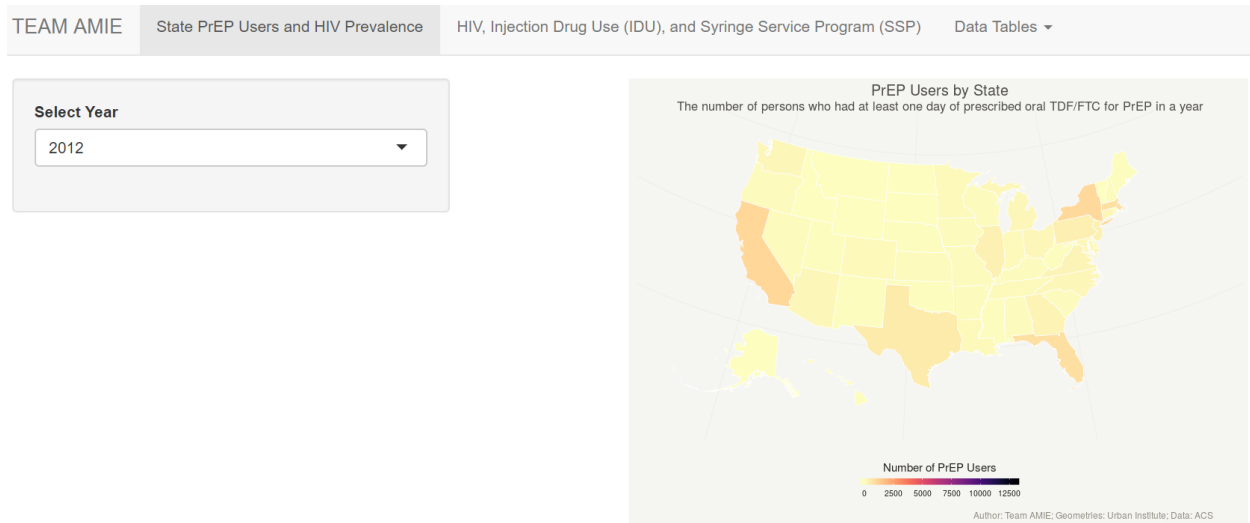 TEAM AMIE State PrEP Users and HIV Prevalence HIV, Injection Drug Use (IDU), and Syringe Service Program (SSP) Data Tables
Select Year
2012
PrEP Users by State
The number of persons who had at least one day of prescribed oral TDF/FTC for PrEP in a year
Number of PrEP Users
0 2500 5000 7500 10000 12500
Author: Team AMIE; Geometries: Urban Institute; Data: ACS